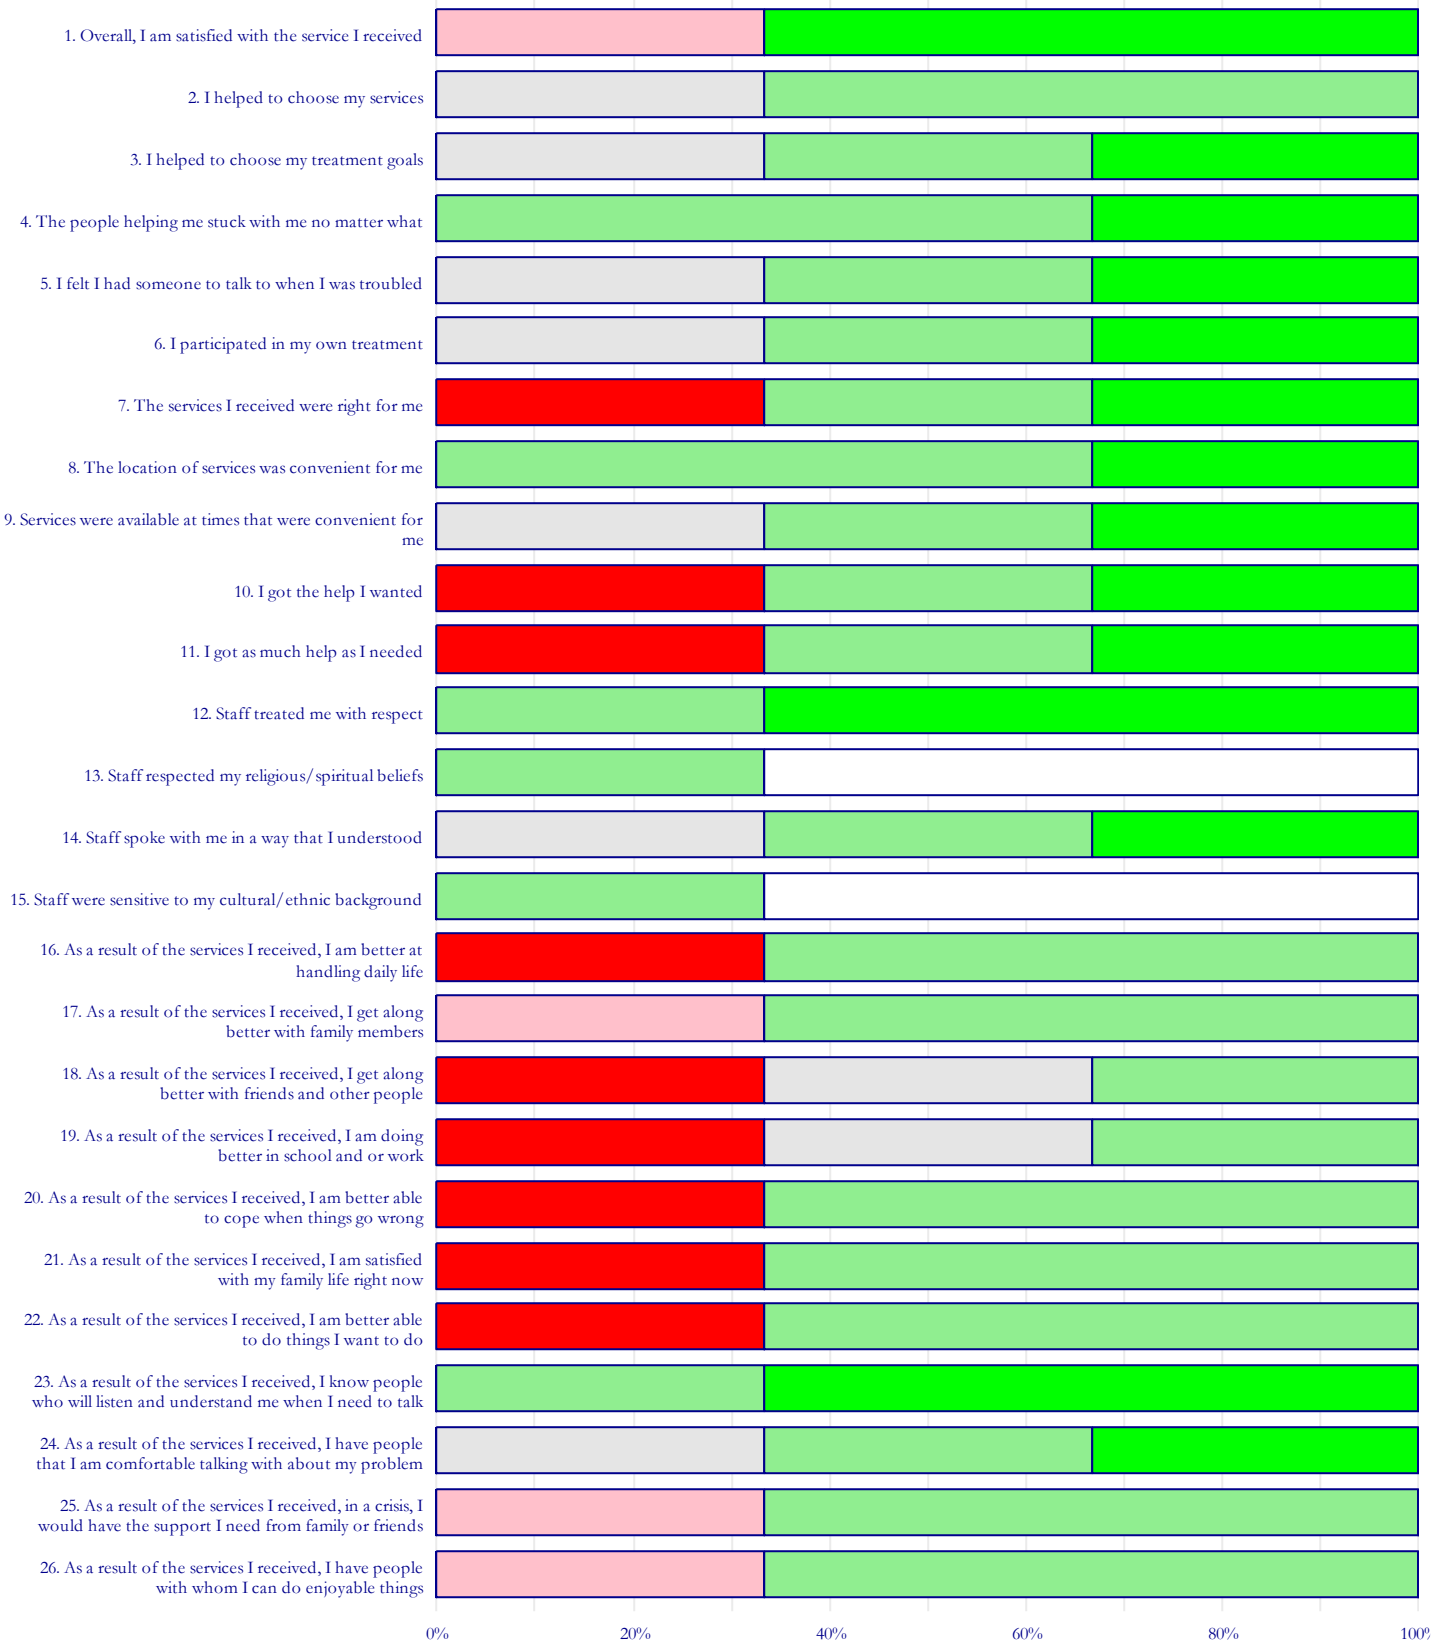 1. Overall, I am satisfied with the service I received
2. I helped to choose my services
3. I helped to choose my treatment goals
4. The people helping me stuck with me no matter what
5. I felt I had someone to talk to when I was troubled
6. I participated in my own treatment
7. The services I received were right for me
8. The location of services was convenient for me
9. Services were available at times that were convenient for
me
10. I got the help I wanted
11. I got as much help as I needed
12. Staff treated me with respect
13. Staff respected my religious/spiritual beliefs
14. Staff spoke with me in a way that I understood
15. Staff were sensitive to my cultural/ethnic background
16. As a result of the services I received, I am better at
handling daily life
17. As a result of the services I received, I get along
better with family members
18. As a result of the services I received, I get along
better with friends and other people
19. As a result of the services I received, I am doing
better in school and or work
20. As a result of the services I received, I am better able
to cope when things go wrong
21. As a result of the services I received, I am satisfied
with my family life right now
22. As a result of the services I received, I am better able
to do things I want to do
23. As a result of the services I received, I know people
who will listen and understand me when I need to talk
24. As a result of the services I received, I have people
that I am comfortable talking with about my problem
25. As a result of the services I received, in a crisis, I
would have the support I need from family or friends
26. As a result of the services I received, I have people
with whom I can do enjoyable things
0% 20% 40% 60% 80% 100%